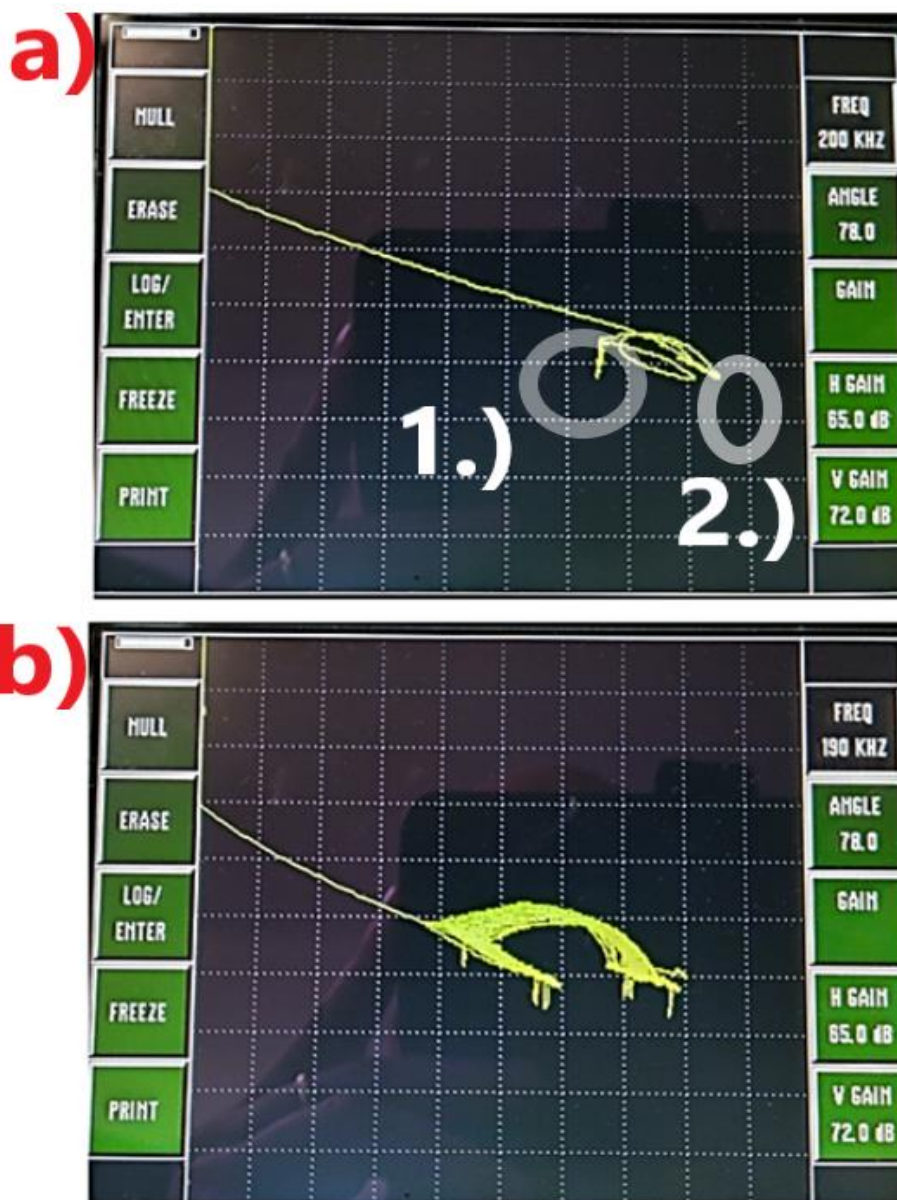 a)
NULL
ERASE
LOG/
ENTER
FREEZE
PRINT
FREQ
200 KHZ
ANGLE
78.0
GAIN
H GAIN
65.0 dB
V GAIN
72.0 dB
1.)
2.)
b)
NULL
ERASE
LOG/
ENTER
FREEZE
PRINT
FREQ
190 KHZ
ANGLE
78.0
GAIN
H GAIN
65.0 dB
V GAIN
72.0 dB